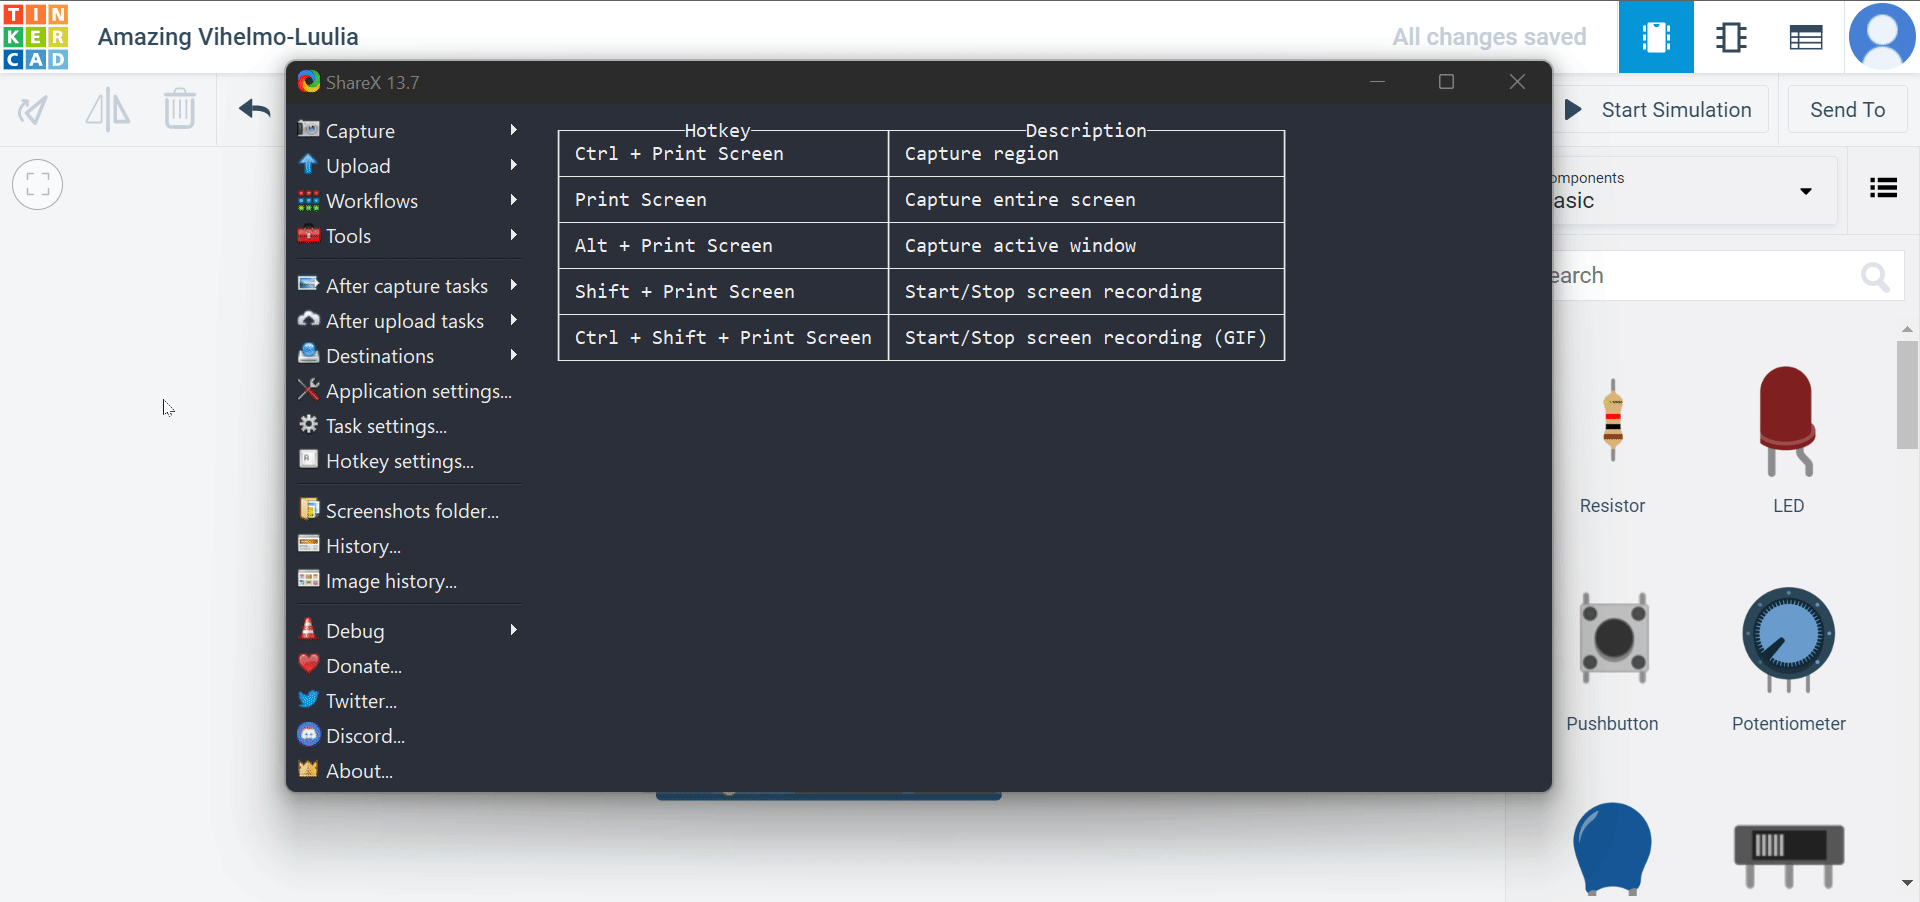 TIN
KER
CAD
Amazing Vihelmo-Luulia
All changes saved
Start Simulation
Send To
ShareX 13.7
Capture
Upload
Workflows
Tools
After capture tasks
After upload tasks
Destinations
Application settings...
Task settings...
Hotkey settings...
Screenshots folder...
History...
Image history...
Debug
Donate...
Twitter...
Discord...
About...
Hotkey Description
Ctrl + Print Screen Capture region
Print Screen Capture entire screen
Alt + Print Screen Capture active window
Shift + Print Screen Start/Stop screen recording
Ctrl + Shift + Print Screen Start/Stop screen recording (GIF)
omponents
asic
earch
Resistor
LED
Pushbutton
Potentiometer